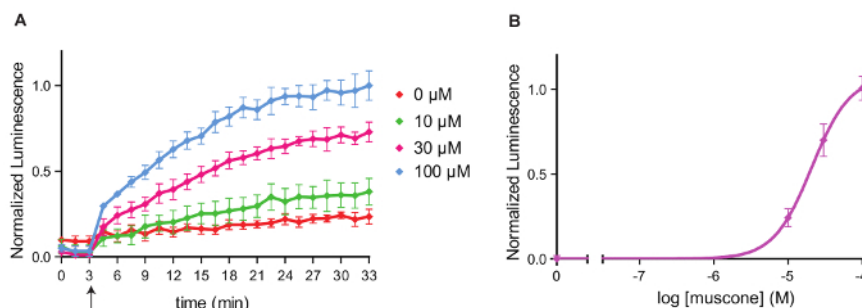 A
Normalized Luminescence
1.0
0.5
0.0
0 3 6 9 12 15 18 21 24 27 30 33
time (min)
0 µM
10 µM
30 µM
100 µM
B
Normalized Luminescence
1.0
0.5
0.0
0 -7 -6 -5 -4
log [muscone] (M)